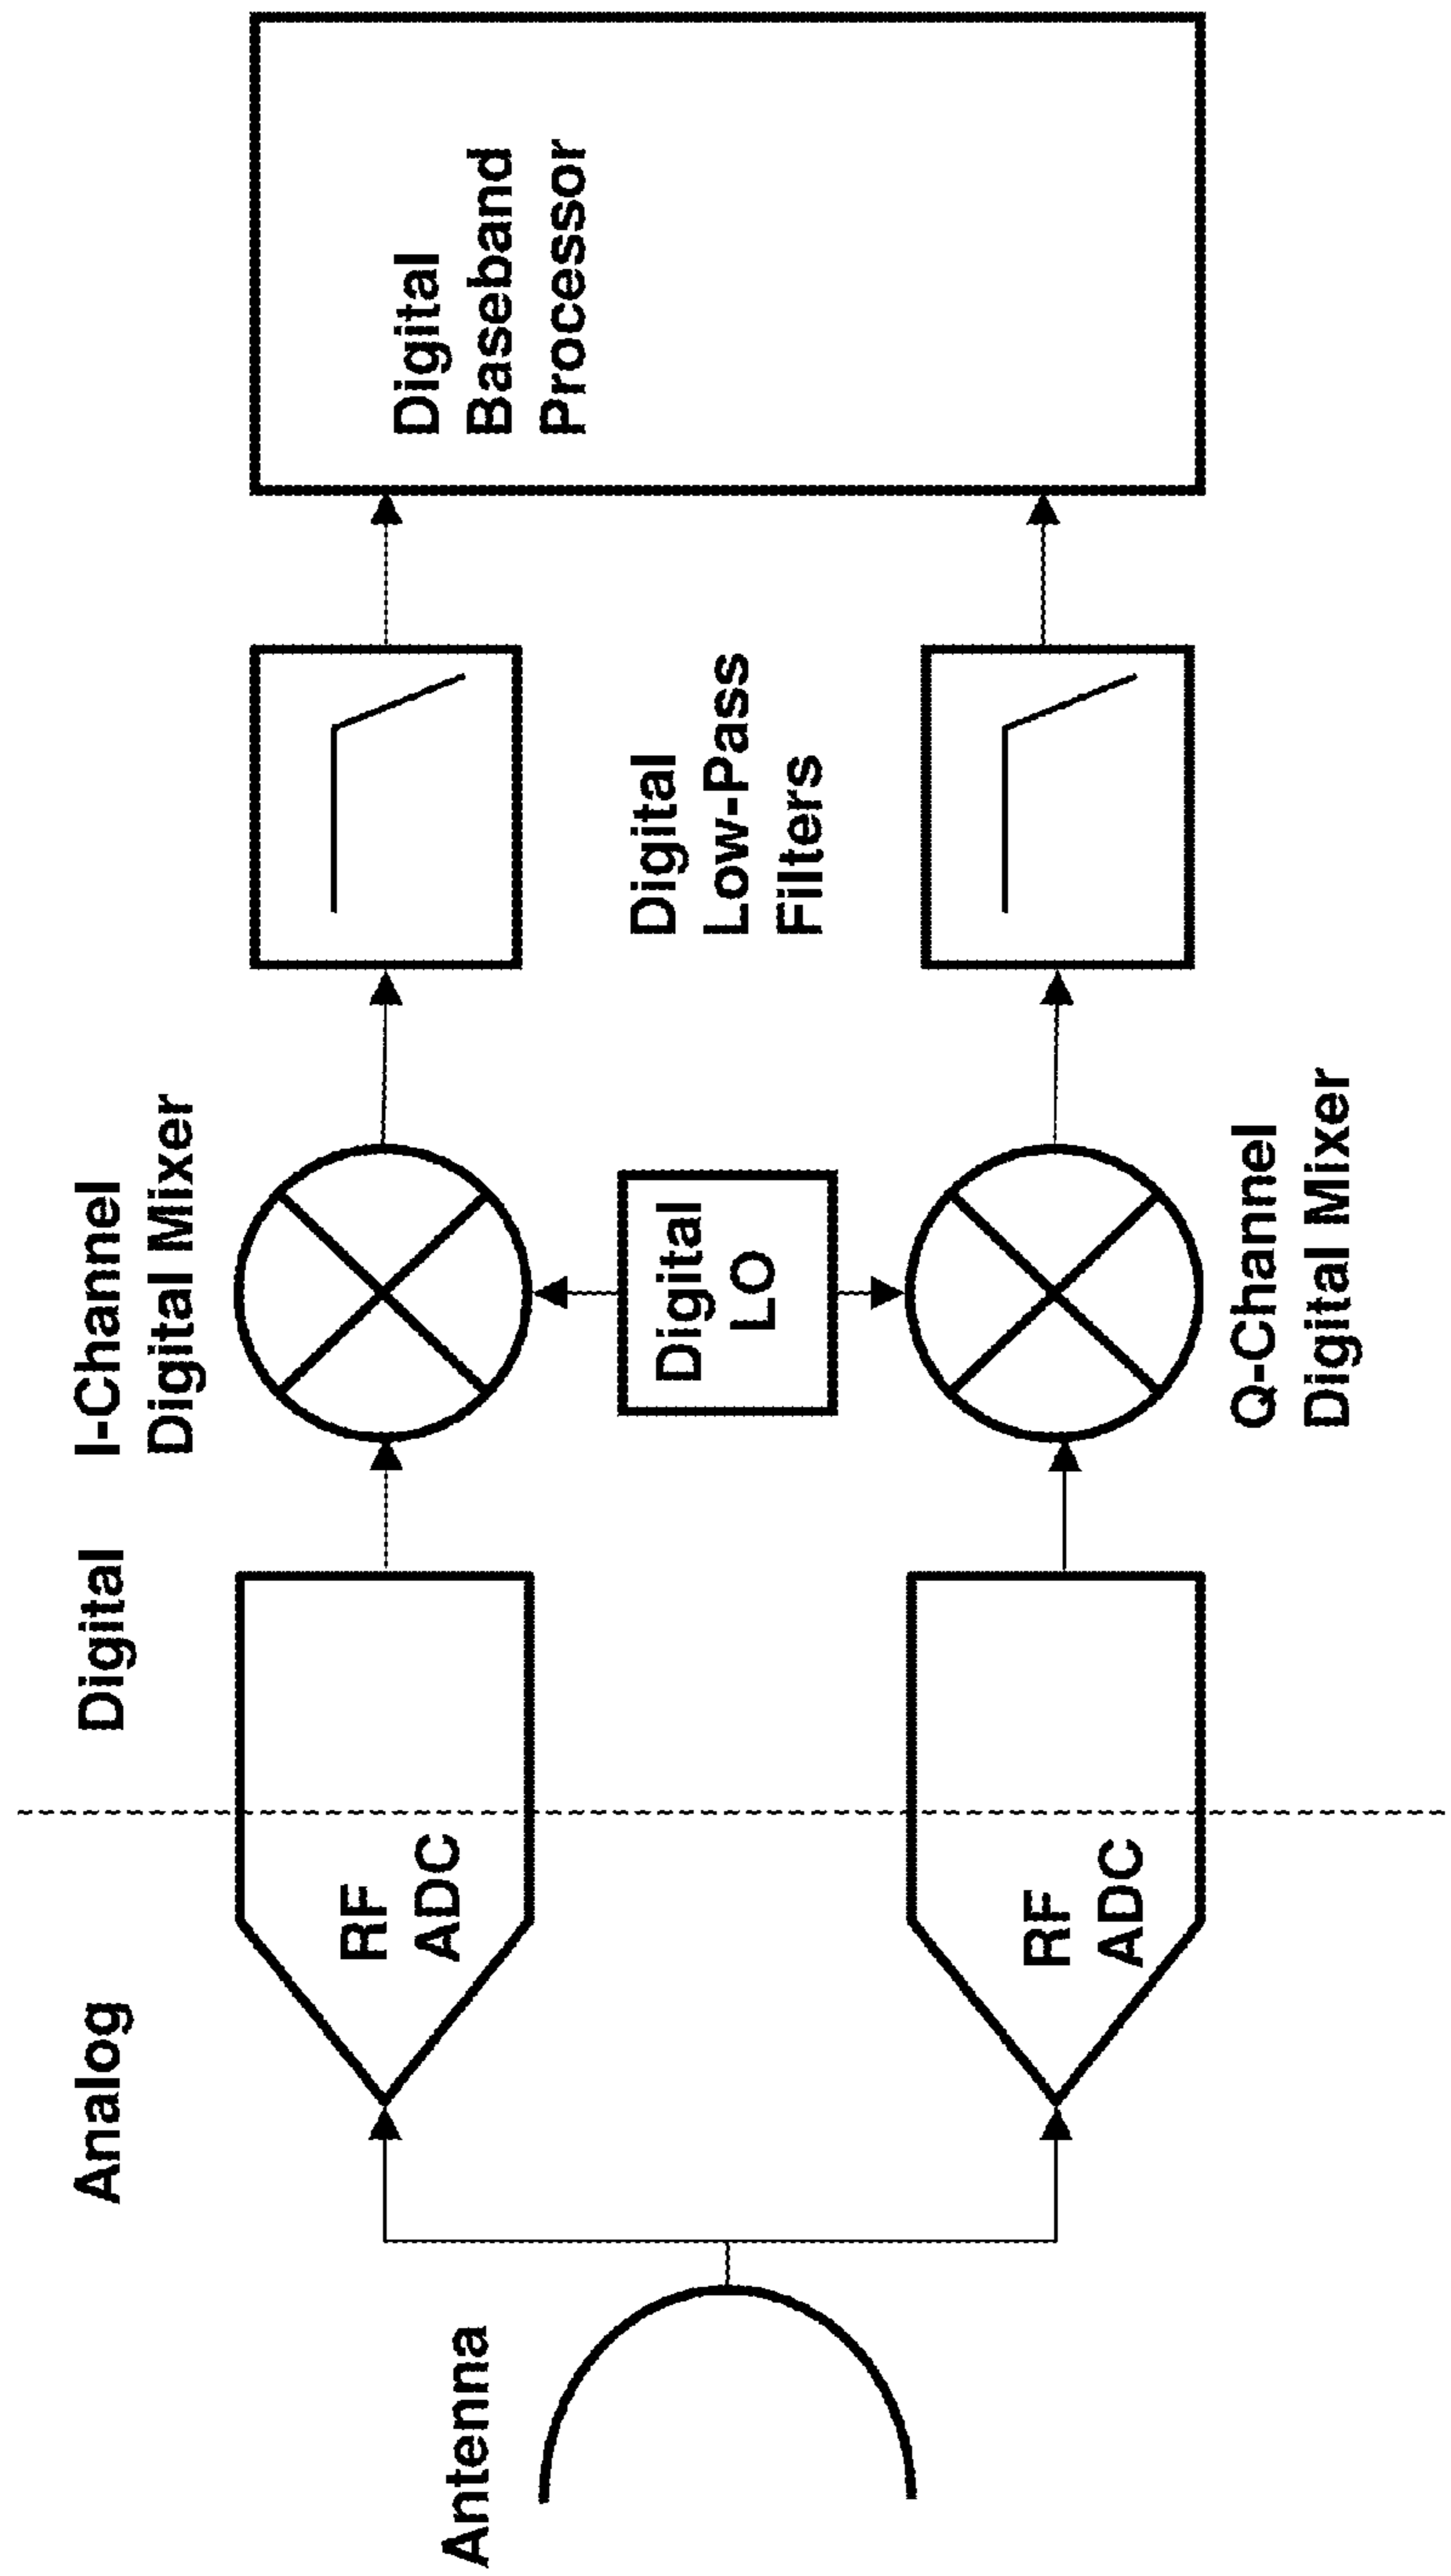 Analog
Digital
I-Channel
Digital Mixer
Antenna
RF
ADC
Digital
LO
Digital
Low-Pass
Filters
Digital
Baseband
Processor
RF
ADC
Q-Channel
Digital Mixer